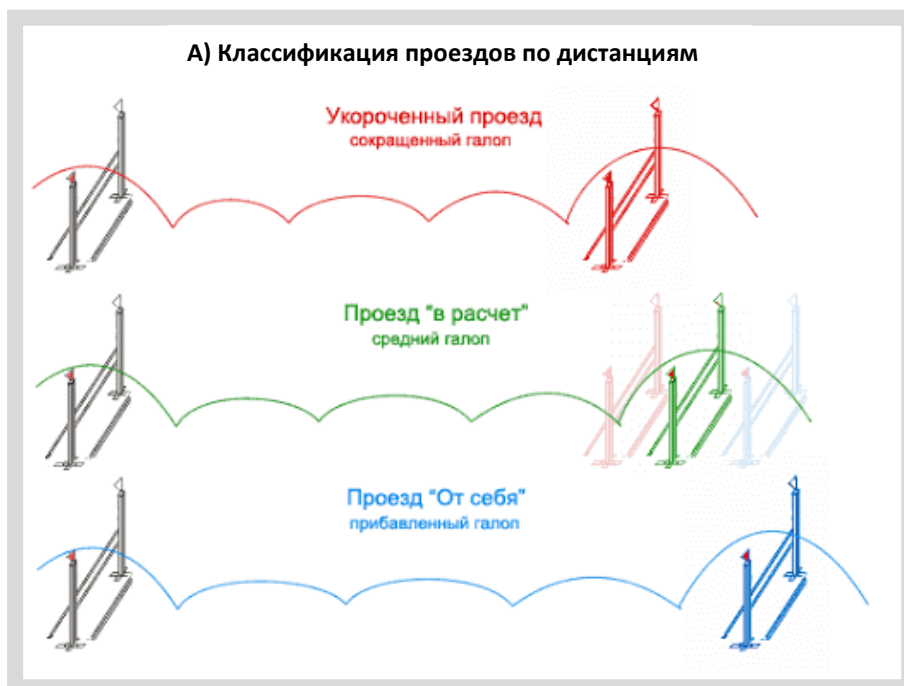 А) Классификация проездов по дистанциям
Укороченный проезд
сокращенный галоп
Проезд "в расчет"
средний галоп
Проезд "От себя"
прибавленный галоп